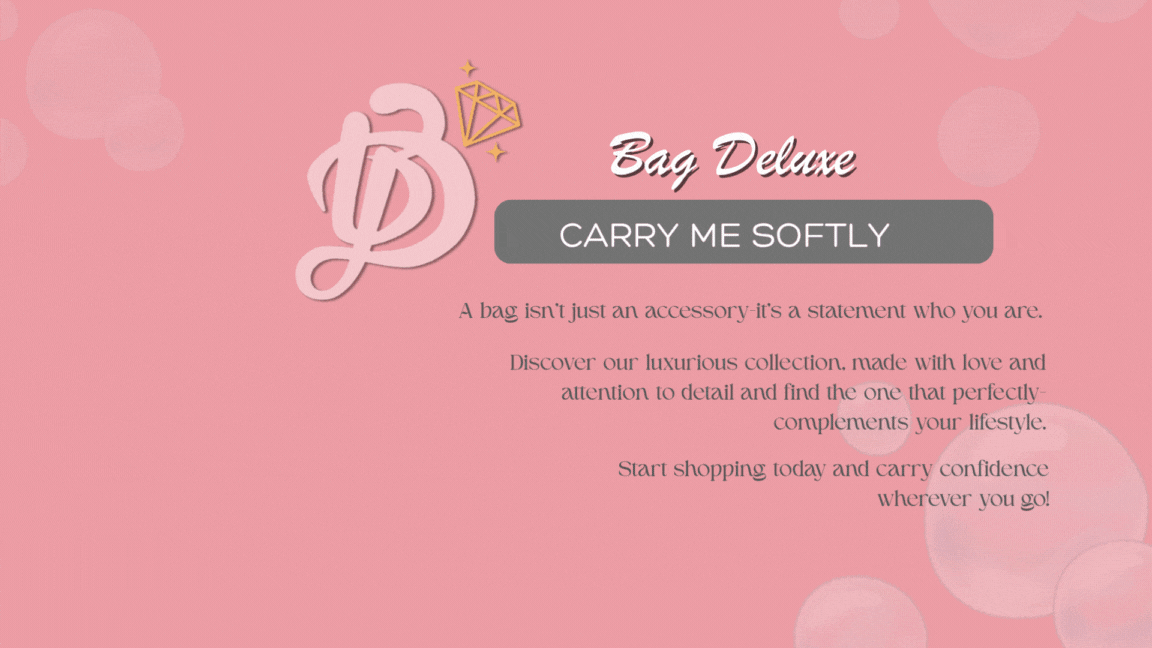 Bag Deluxe
CARRY ME SOFTLY
A bag isn't just an accessory-it's a statement who you are.
Discover our luxurious collection, made with love and
attention to detail and find the one that perfectly-
complements your lifestyle.
Start shopping today and carry confidence
wherever you go!